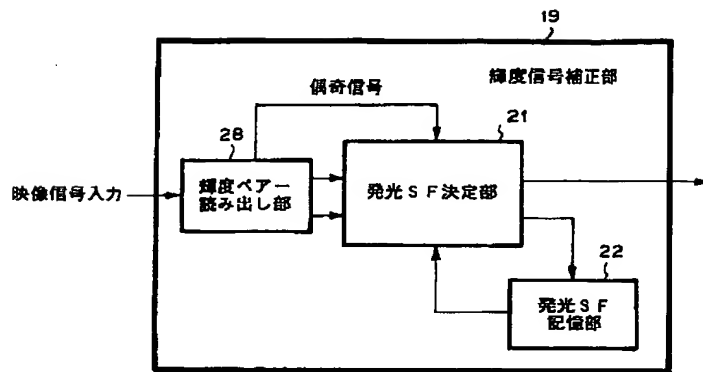 19
輝度信号補正部
偶奇信号
21
28
映像信号入力
輝度ペアー
読み出し部
発光SF決定部
22
発光SF
記憶部